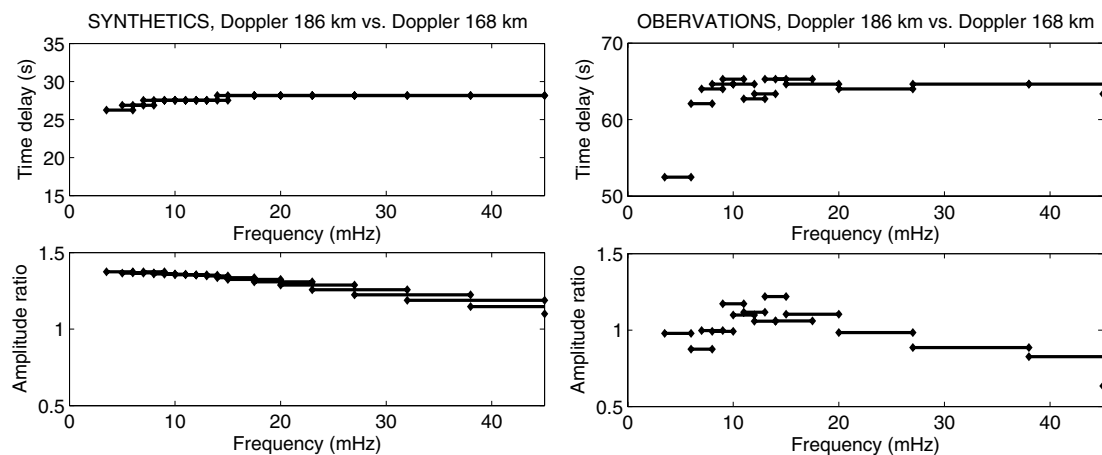 SYNTHETICS, Doppler 186 km vs. Doppler 168 km
35
30
25
20
15
Time delay (s)
0 10 20 30 40
Frequency (mHz)
1.5
1
0.5
Amplitude ratio
0 10 20 30 40
Frequency (mHz)
OBERVATIONS, Doppler 186 km vs. Doppler 168 km
70
60
50
Time delay (s)
0 10 20 30 40
Frequency (mHz)
1.5
1
0.5
Amplitude ratio
0 10 20 30 40
Frequency (mHz)